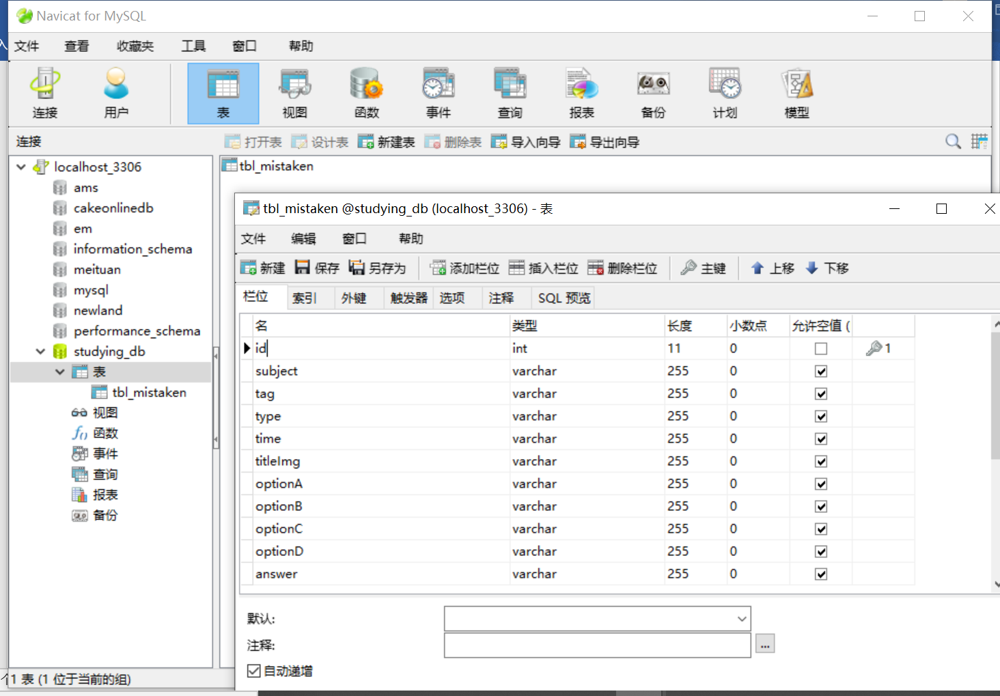 Navicat for MySQL
入
文件 查看 收藏夹 工具 窗口 帮助
连接 用户 表 视图 函数 事件 查询 报表 备份 计划 模型
连接
打开表 设计表 新建表 删除表 导入向导 导出向导
localhost_3306
ams
cakeonlinedb
em
information_schema
meituan
mysql
newland
performance_schema
studying_db
表
tbl_mistaken
视图
函数
事件
查询
报表
备份
tbl_mistaken
tbl_mistaken @studying_db (localhost_3306) - 表
文件 编辑 窗口 帮助
新建 保存 另存为 添加栏位 插入栏位 删除栏位 主键 上移 下移
栏位 索引 外键 触发器 选项 注释 SQL 预览
名 类型 长度 小数点 允许空值 (
id int 11 0 1
subject varchar 255 0
tag varchar 255 0
type varchar 255 0
time varchar 255 0
titleImg varchar 255 0
optionA varchar 255 0
optionB varchar 255 0
optionC varchar 255 0
optionD varchar 255 0
answer varchar 255 0
默认:
注释:
...
自动递增
个
1 表 (1 位于当前的组)